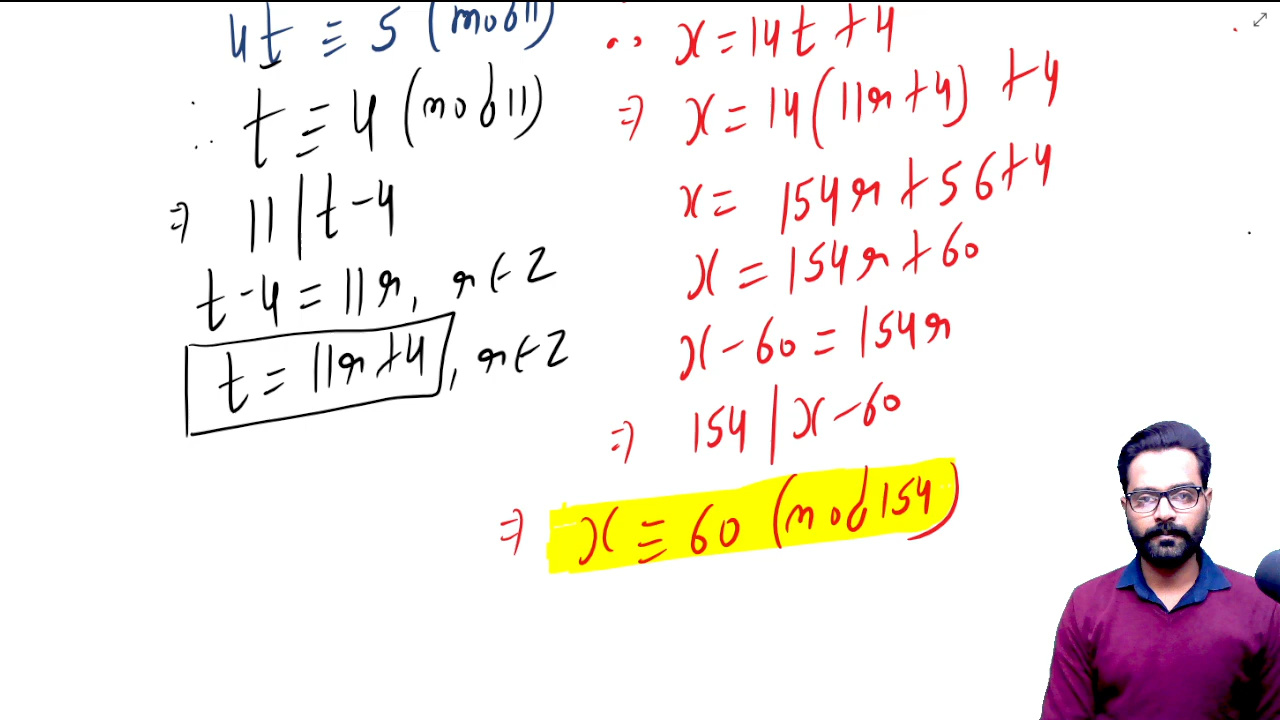 4t ≡ 5 (mod 11)
∴ t ≡ 4 (mod 11)
⇒ 11 | t-4
t-4 = 11r, r ∈ Z
t = 11r+4, r ∈ Z
∴ x = 14t + 4
⇒ x = 14(11r+4) + 4
x = 154r + 56+4
x = 154r + 60
x - 60 = 154r
⇒ 154 | x-60
⇒ x ≡ 60 (mod 154)